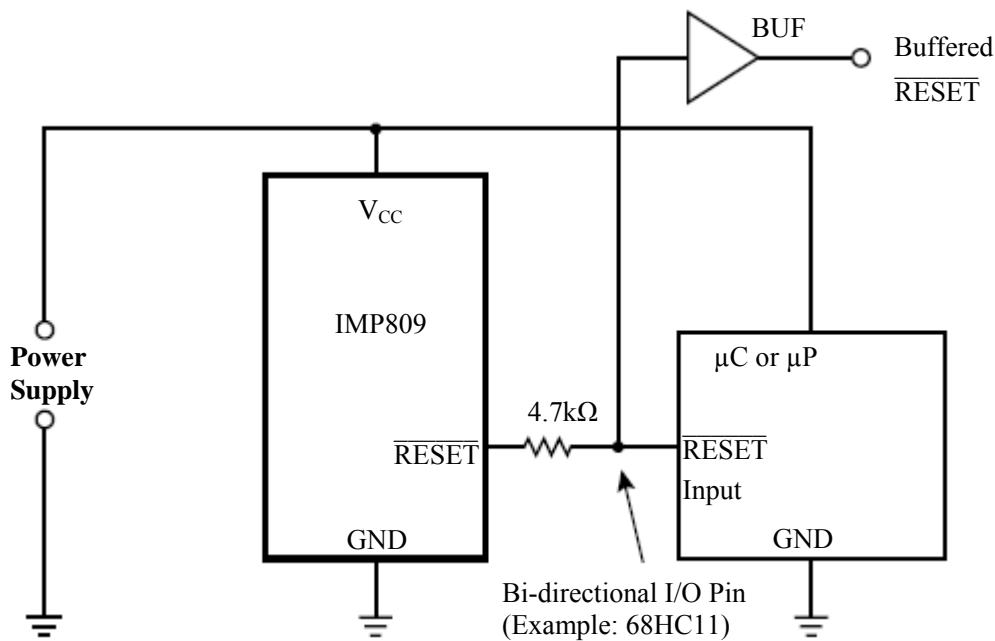 BUF
Buffered
RESET
V_CC
IMP809
Power
Supply
µC or µP
4.7kΩ
RESET
RESET
Input
GND
GND
Bi-directional I/O Pin
(Example: 68HC11)